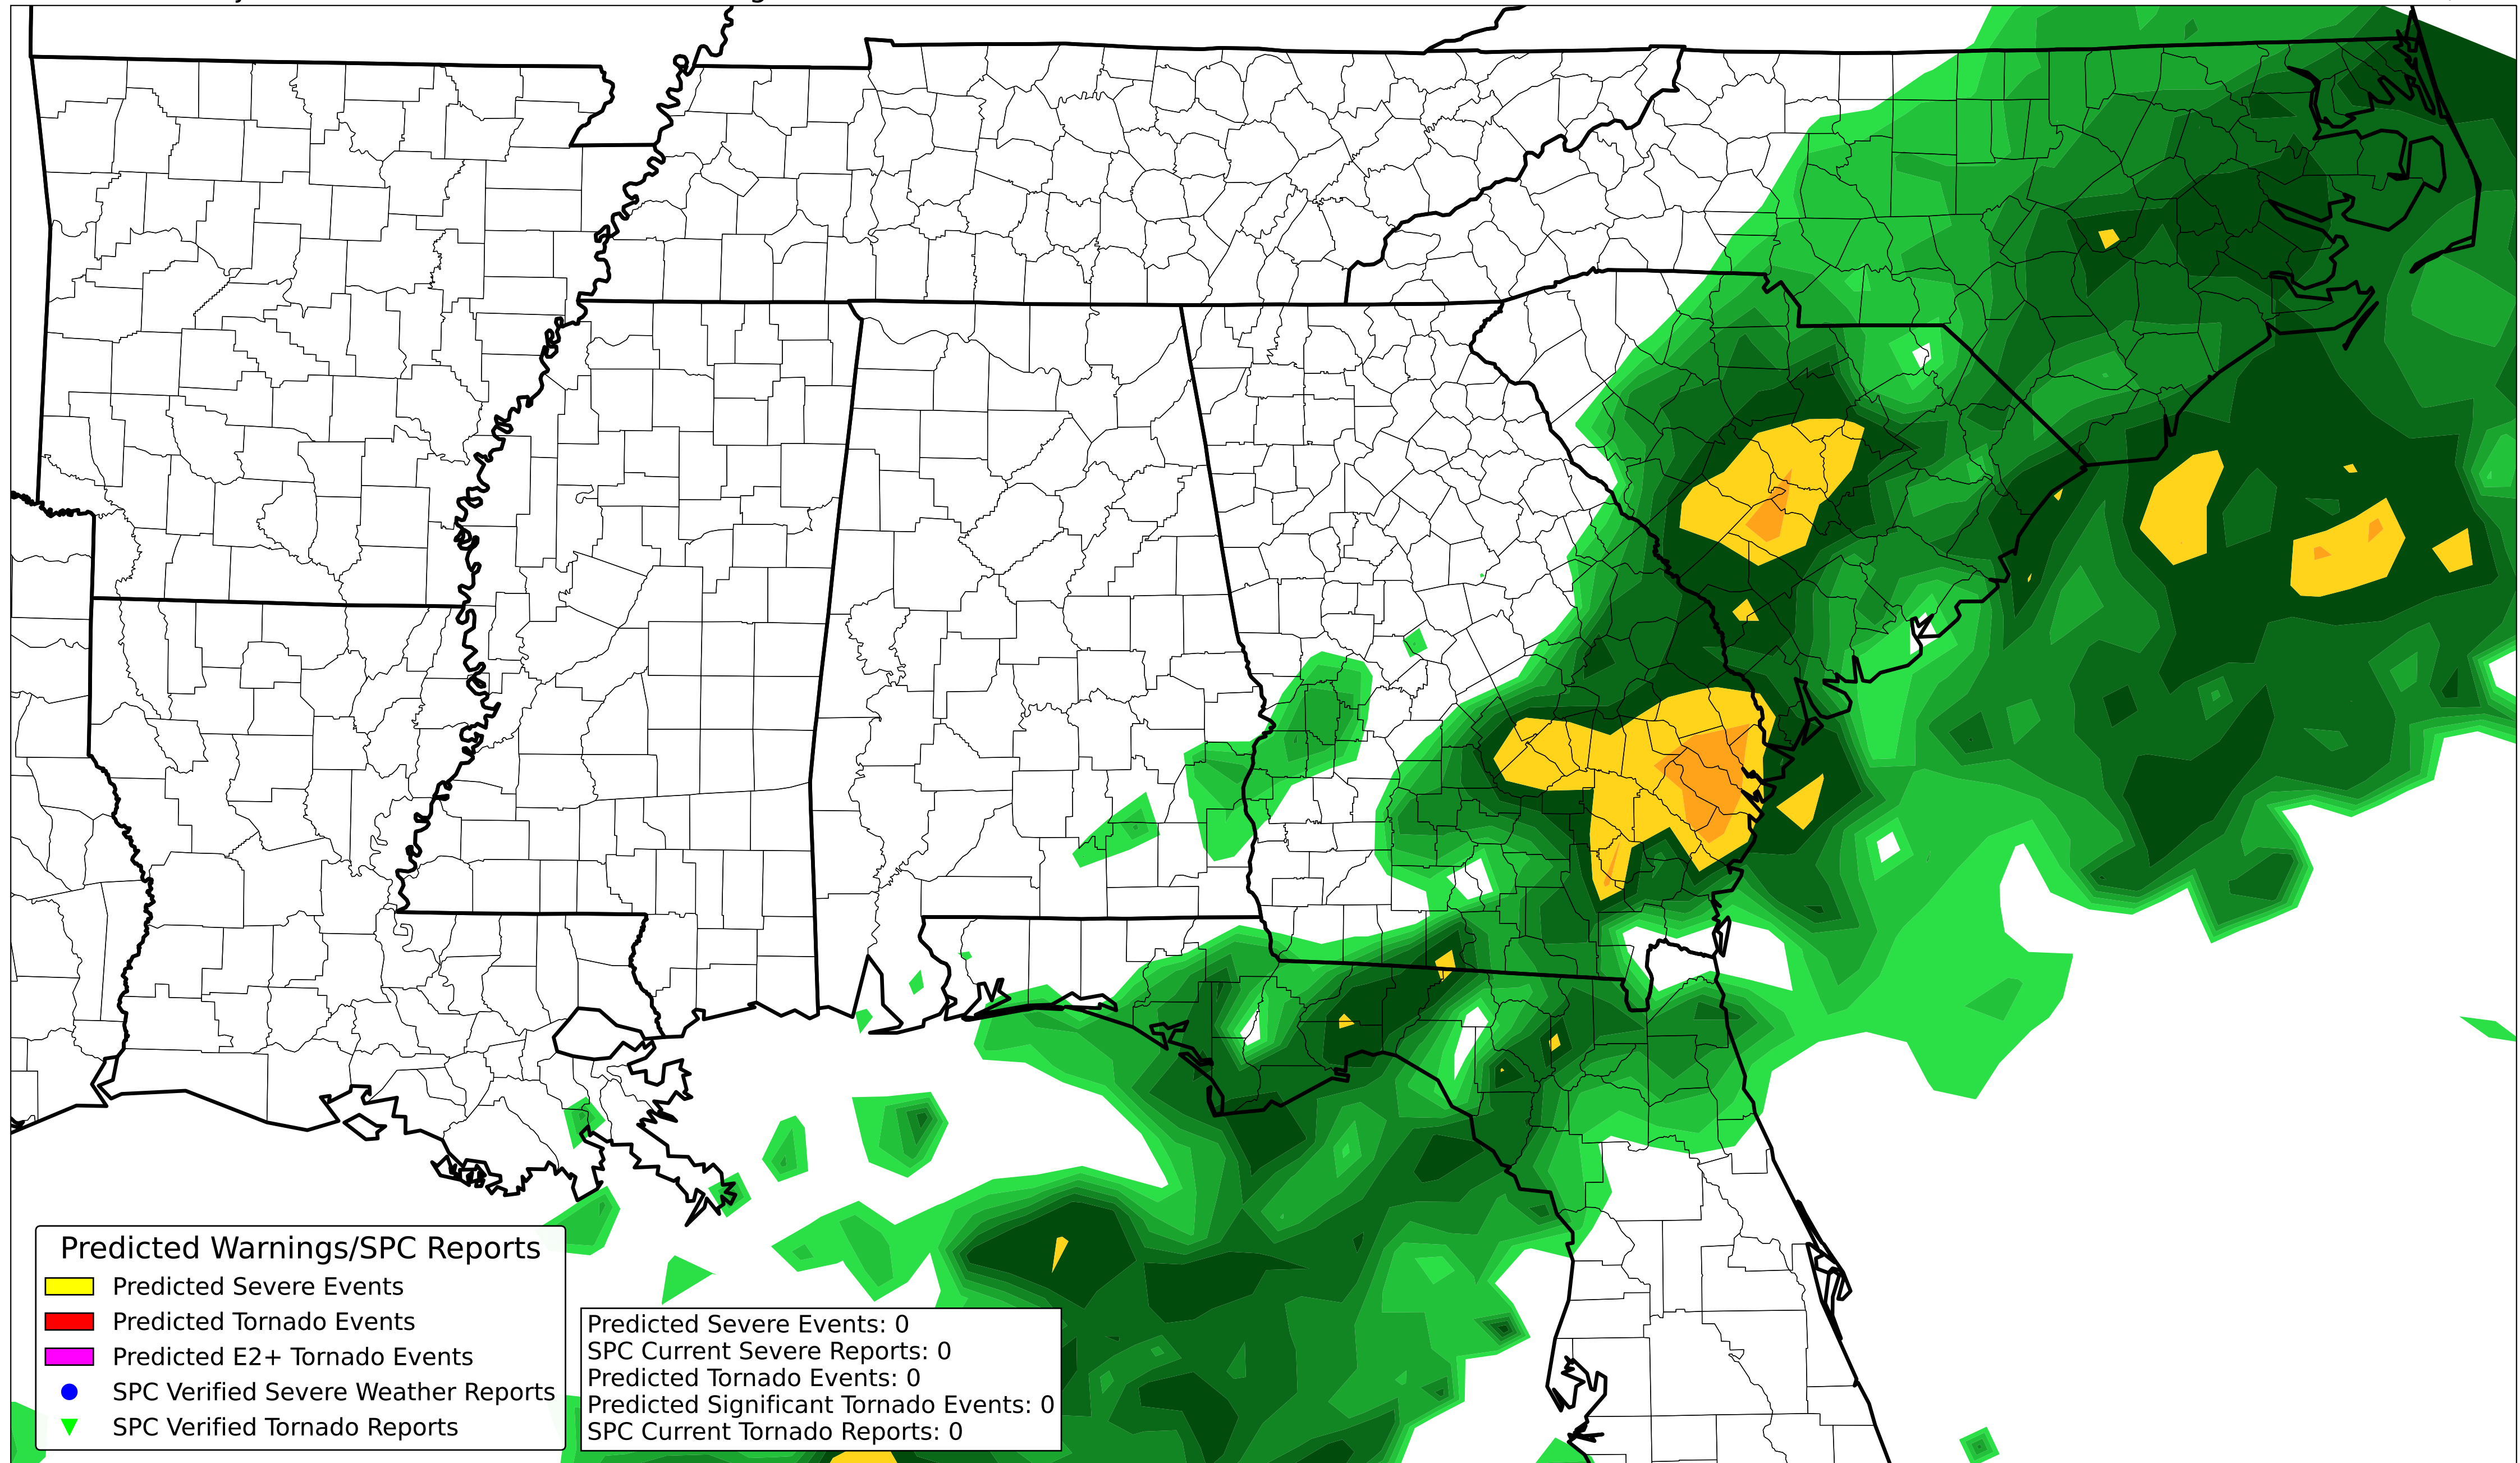 Predicted Warnings/SPC Reports
Predicted Severe Events
Predicted Tornado Events
Predicted E2+ Tornado Events
SPC Verified Severe Weather Reports
SPC Verified Tornado Reports
Predicted Severe Events: 0
SPC Current Severe Reports: 0
Predicted Tornado Events: 0
Predicted Significant Tornado Events: 0
SPC Current Tornado Reports: 0